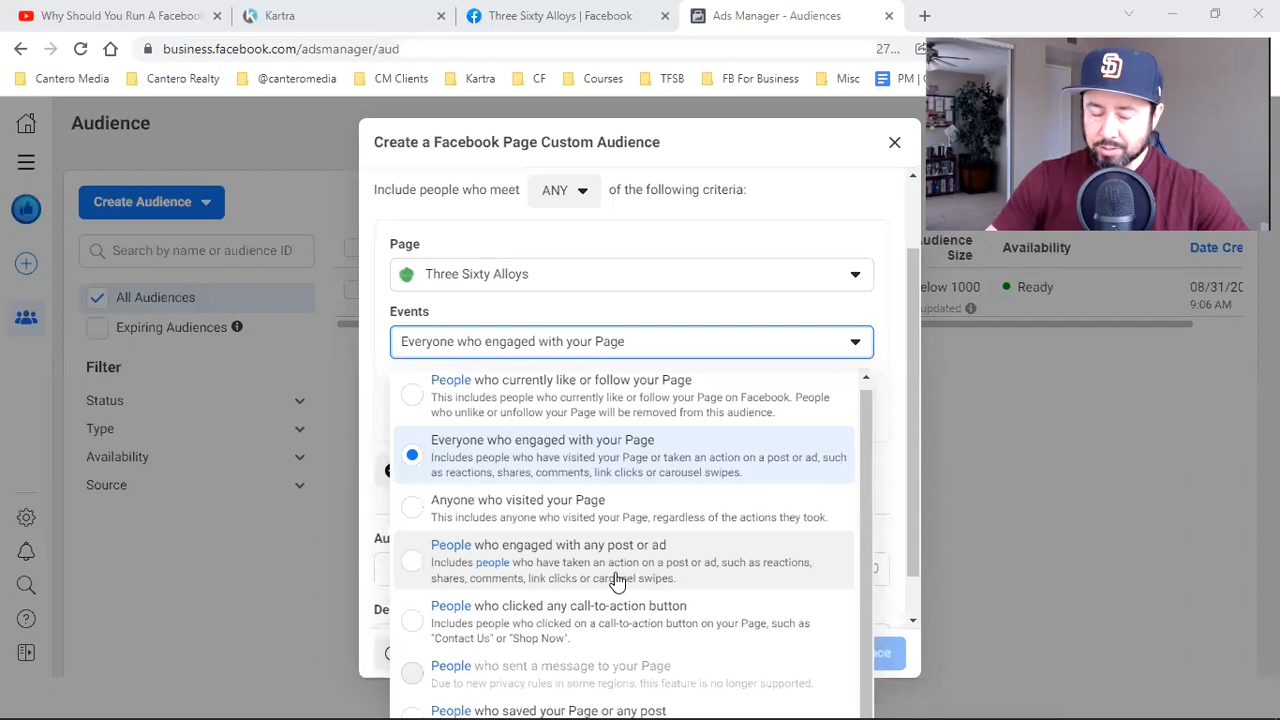 Why Should You Run A Facebook
Kartra
Three Sixty Alloys | Facebook
Ads Manager - Audiences
business.facebook.com/adsmanager/aud
27...
Cantero Media
Cantero Realty
@canteromedia
CM Clients
Kartra
CF
Courses
TFSB
FB For Business
Misc
PM | C
SD
Audience
Create Audience
Search by name or audience ID
All Audiences
Expiring Audiences
Filter
Status
Type
Availability
Source
Create a Facebook Page Custom Audience
Include people who meet ANY of the following criteria:
Page
Three Sixty Alloys
Events
Everyone who engaged with your Page
People who currently like or follow your Page
This includes people who currently like or follow your Page on Facebook. People
who unlike or unfollow your Page will be removed from this audience.
Everyone who engaged with your Page
Includes people who have visited your Page or taken an action on a post or ad, such
as reactions, shares, comments, link clicks or carousel swipes.
Anyone who visited your Page
This includes anyone who visited your Page, regardless of the actions they took.
People who engaged with any post or ad
Includes people who have taken an action on a post or ad, such as reactions,
shares, comments, link clicks or carousel swipes.
People who clicked any call-to-action button
Includes people who clicked on a call-to-action button on your Page, such as
"Contact Us" or "Shop Now".
People who sent a message to your Page
Due to new privacy rules in some regions, this feature is no longer supported.
People who saved your Page or any post
Au
De
0
ce
udience
Size
Availability
Date Cre
elow 1000
Ready
08/31/20
updated
9:06 AM